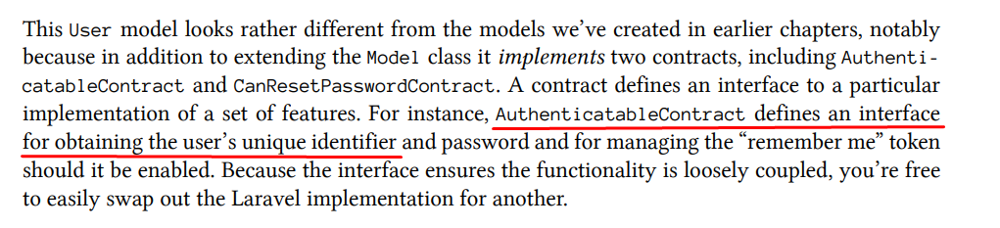 This User model looks rather different from the models we’ve created in earlier chapters, notably
because in addition to extending the Model class it implements two contracts, including Authenti-
catableContract and CanResetPasswordContract. A contract defines an interface to a particular
implementation of a set of features. For instance, AuthenticatableContract defines an interface
for obtaining the user’s unique identifier and password and for managing the “remember me” token
should it be enabled. Because the interface ensures the functionality is loosely coupled, you’re free
to easily swap out the Laravel implementation for another.